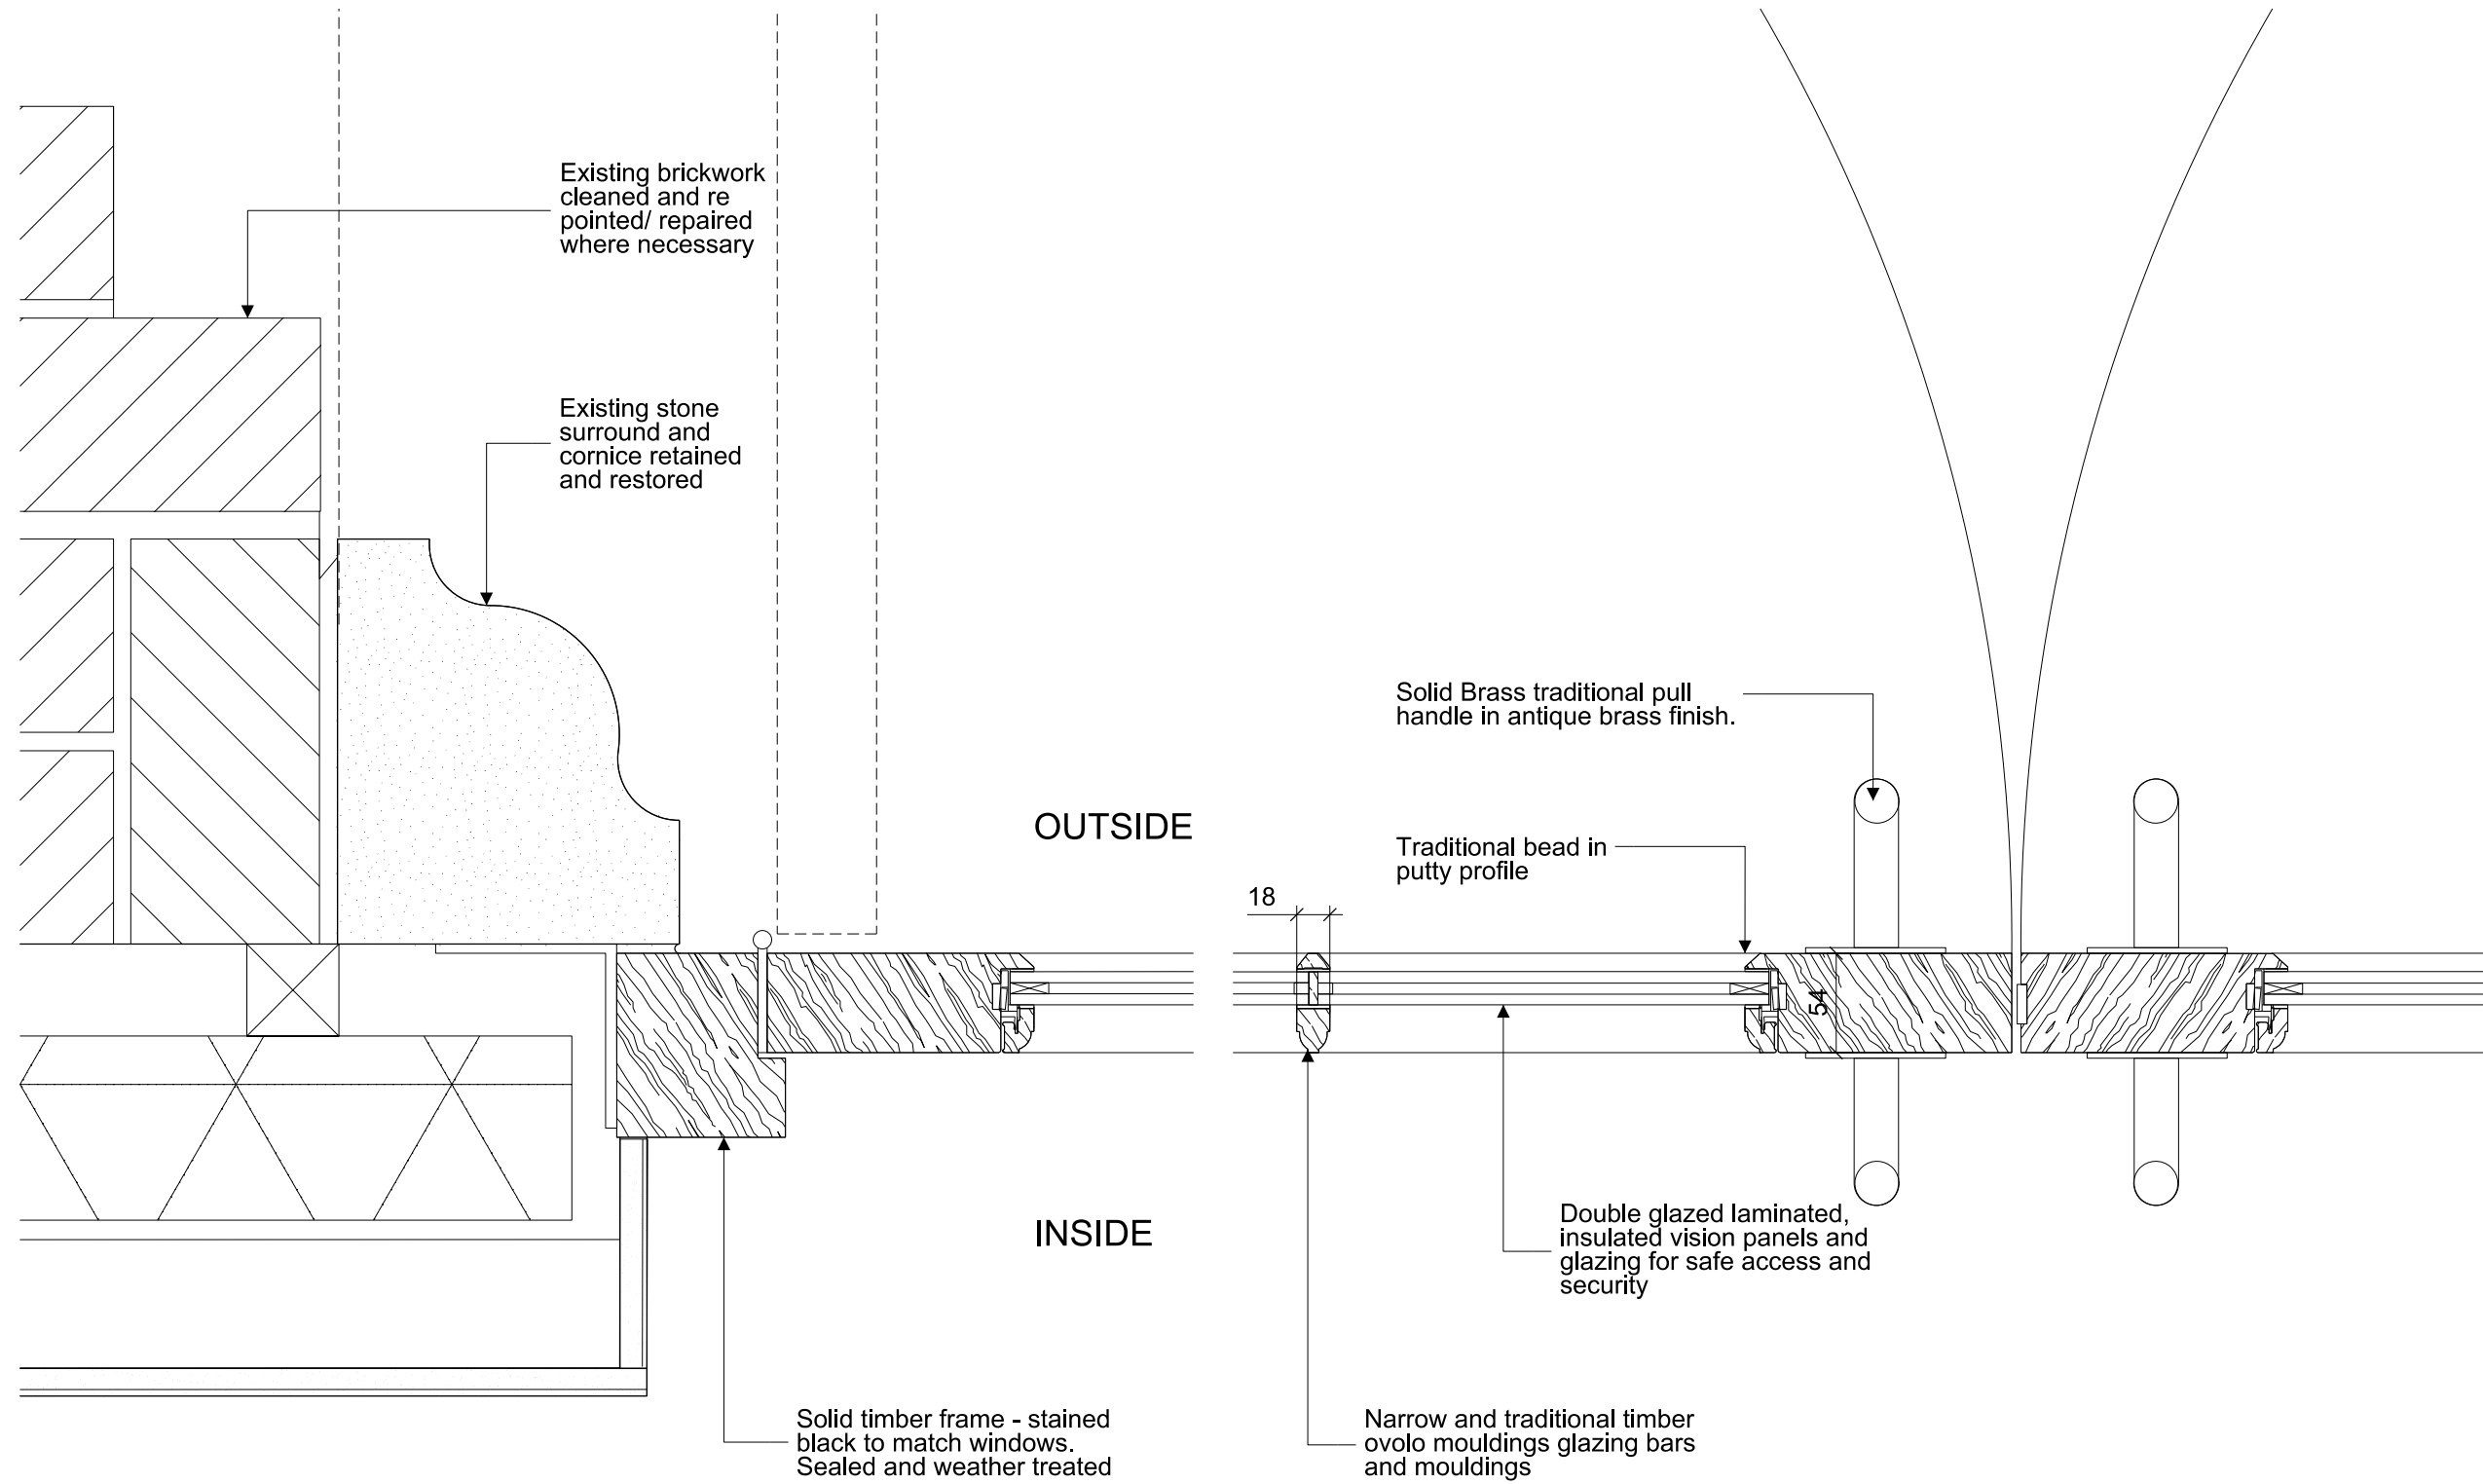 Existing brickwork
cleaned and re
pointed/ repaired
where necessary
Existing stone
surround and
cornice retained
and restored
Solid Brass traditional pull
handle in antique brass finish.
OUTSIDE
Traditional bead in
putty profile
18
54
INSIDE
Double glazed laminated,
insulated vision panels and
glazing for safe access and
security
Solid timber frame - stained
black to match windows.
Sealed and weather treated
Narrow and traditional timber
ovolo mouldings glazing bars
and mouldings